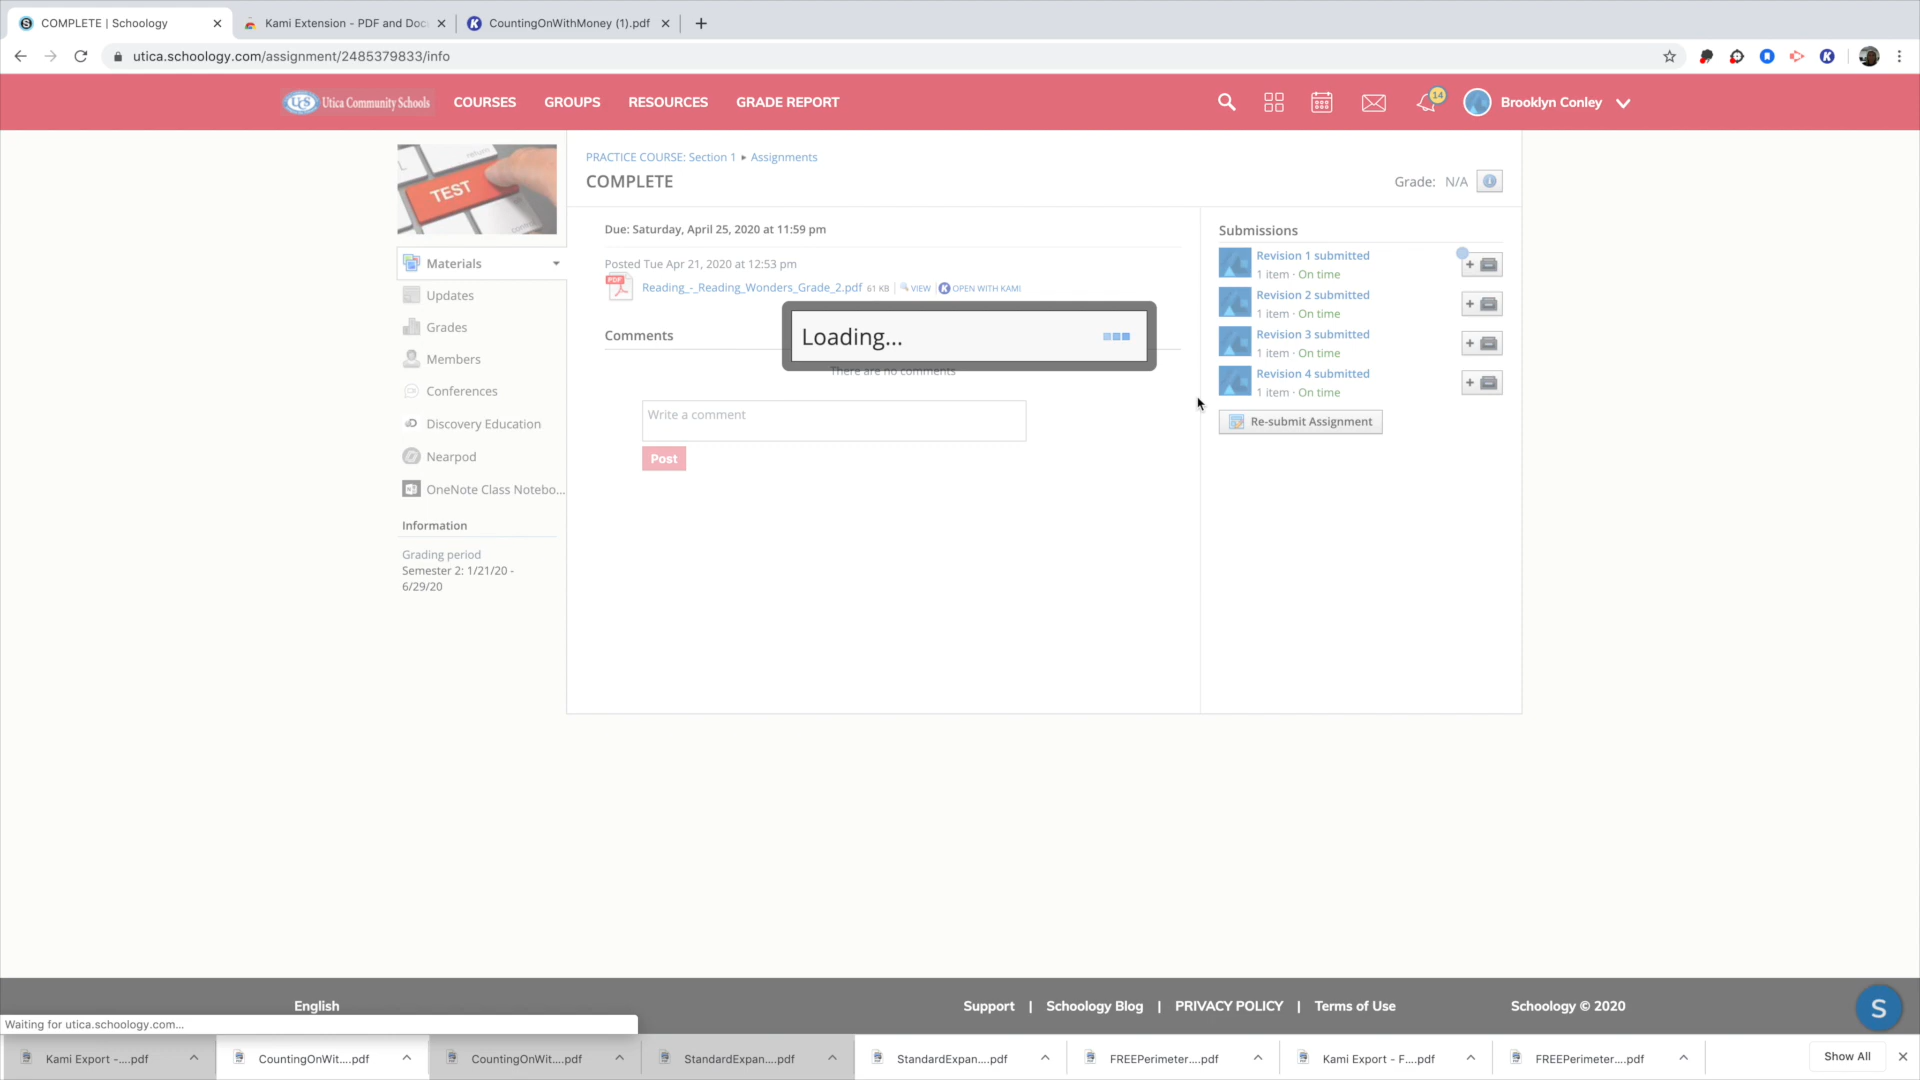 COMPLETE | Schoology
Kami Extension - PDF and Doc
CountingOnWithMoney (1).pdf
utica.schoology.com/assignment/2485379833/info
UCS
Utica Community Schools
COURSES
GROUPS
RESOURCES
GRADE REPORT
14
Brooklyn Conley
TEST
Materials
Updates
Grades
Members
Conferences
Discovery Education
Nearpod
OneNote Class Notebo...
Information
Grading period
Semester 2: 1/21/20 -
6/29/20
PRACTICE COURSE: Section 1 ▸ Assignments
COMPLETE
Grade: N/A
Due: Saturday, April 25, 2020 at 11:59 pm
Posted Tue Apr 21, 2020 at 12:53 pm
PDF
Reading_-_Reading_Wonders_Grade_2.pdf 61 KB | VIEW | OPEN WITH KAMI
Comments
Loading...
There are no comments
Write a comment
Post
Submissions
Revision 1 submitted
1 item · On time
Revision 2 submitted
1 item · On time
Revision 3 submitted
1 item · On time
Revision 4 submitted
1 item · On time
Re-submit Assignment
English
Support | Schoology Blog | PRIVACY POLICY | Terms of Use
Schoology © 2020
S
Waiting for utica.schoology.com...
Kami Export -....pdf
CountingOnWit....pdf
CountingOnWit....pdf
StandardExpan....pdf
StandardExpan....pdf
FREEPerimeter....pdf
Kami Export - F....pdf
FREEPerimeter....pdf
Show All